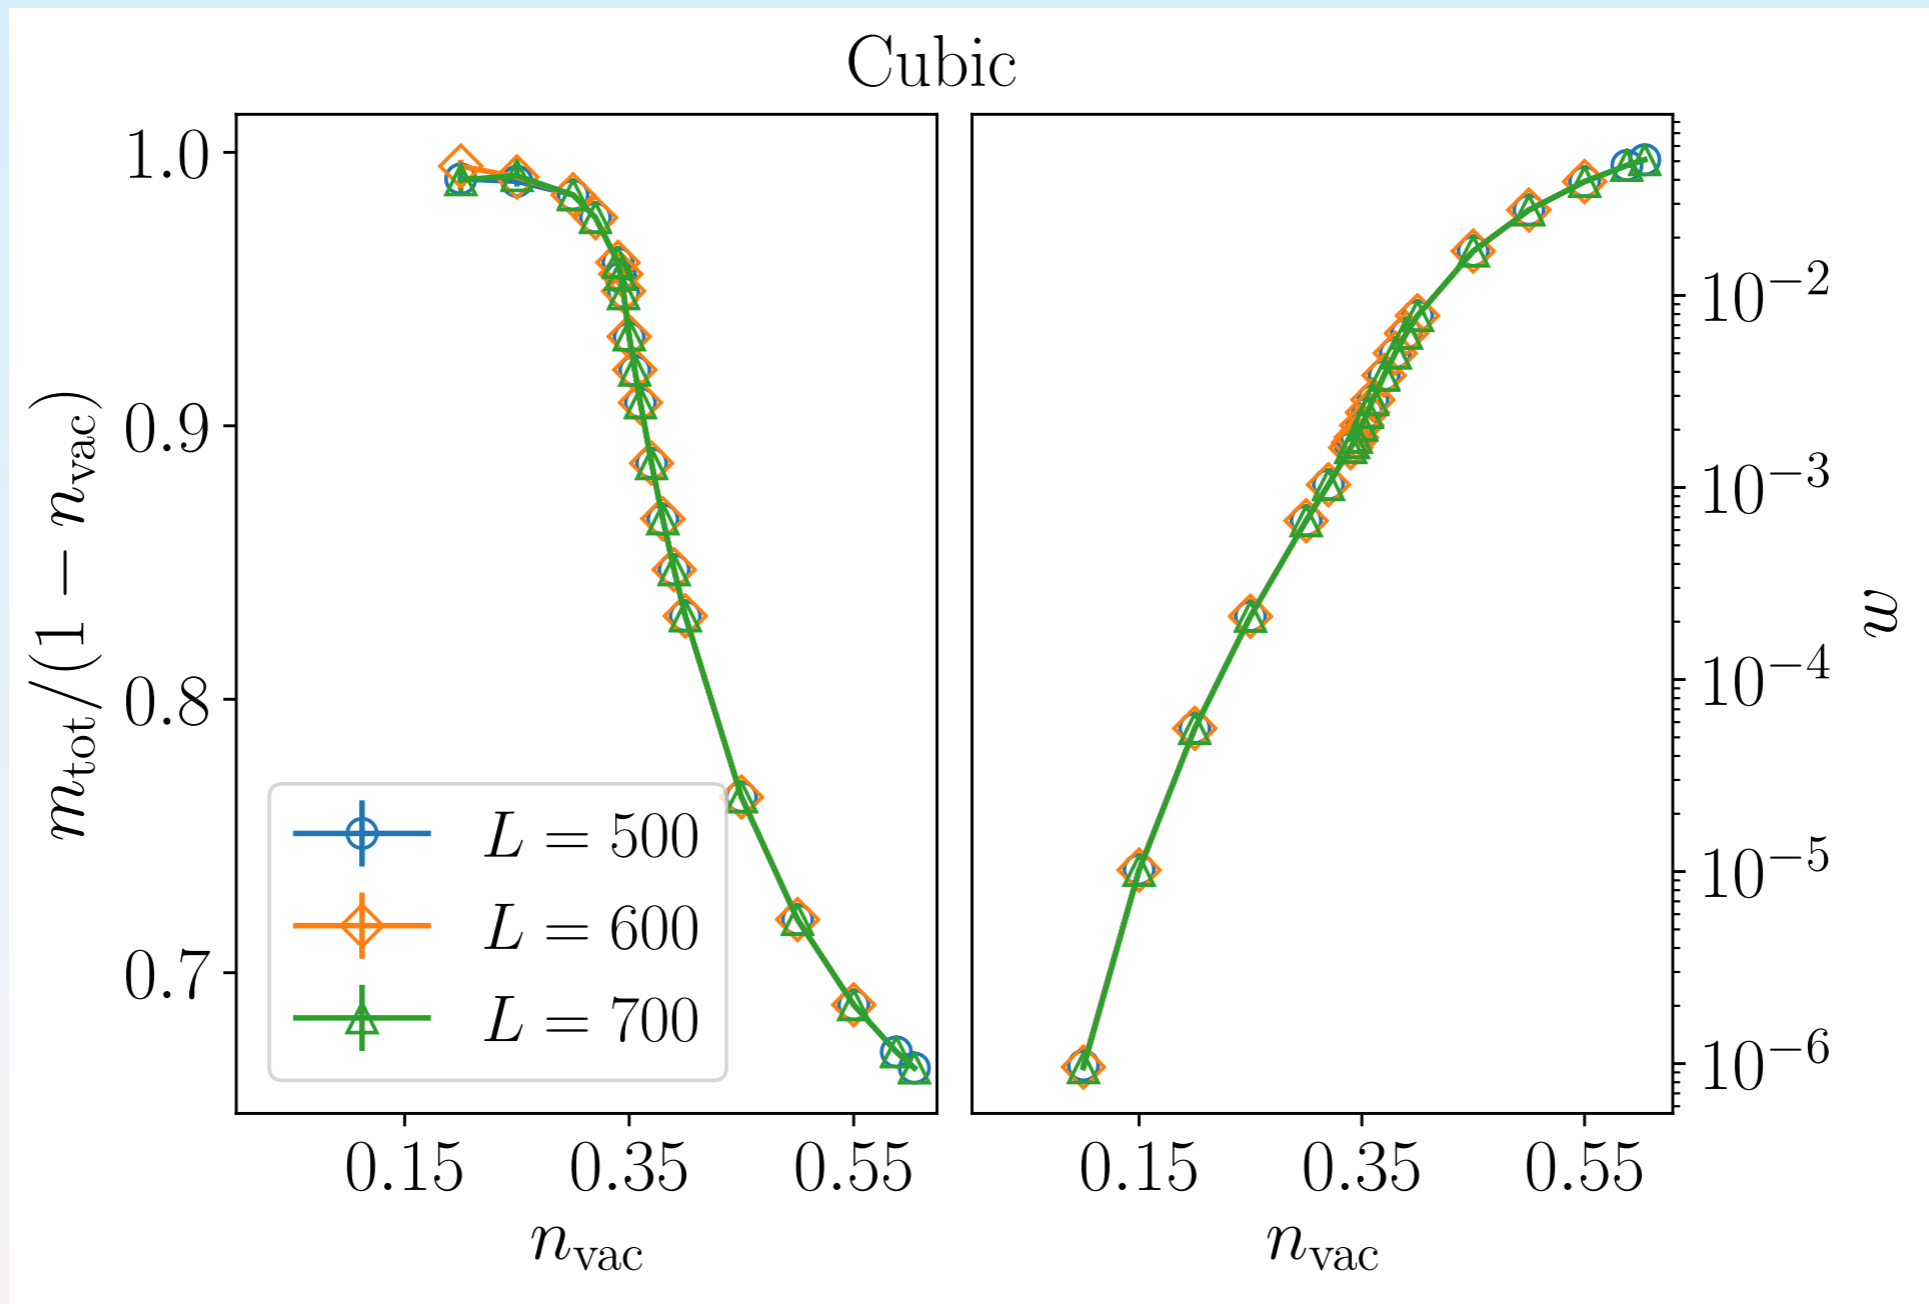 Cubic
m_tot/(1 − n_vac)
1.0
0.9
0.8
0.7
L = 500
L = 600
L = 700
0.15 0.35 0.55
n_vac
0.15 0.35 0.55
n_vac
10^−2
10^−3
10^−4
10^−5
10^−6
w